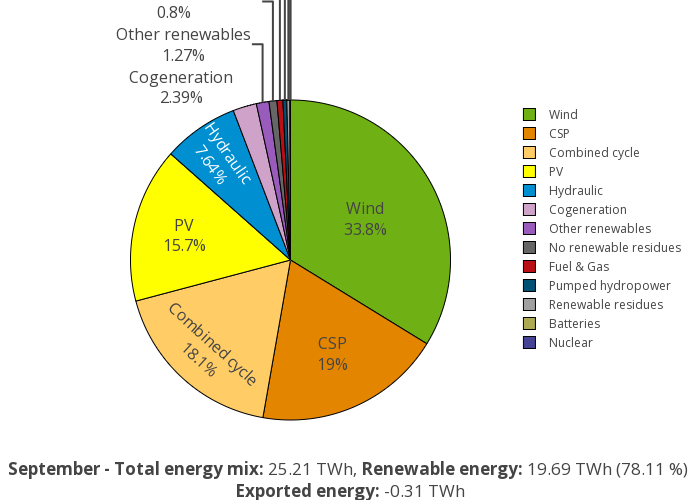 0.8%
Other renewables
1.27%
Cogeneration
2.39%
Hydraulic
7.64%
Wind
33.8%
PV
15.7%
Combined cycle
18.1%
CSP
19%
Wind
CSP
Combined cycle
PV
Hydraulic
Cogeneration
Other renewables
No renewable residues
Fuel & Gas
Pumped hydropower
Renewable residues
Batteries
Nuclear
September - Total energy mix: 25.21 TWh, Renewable energy: 19.69 TWh (78.11 %)
Exported energy: -0.31 TWh